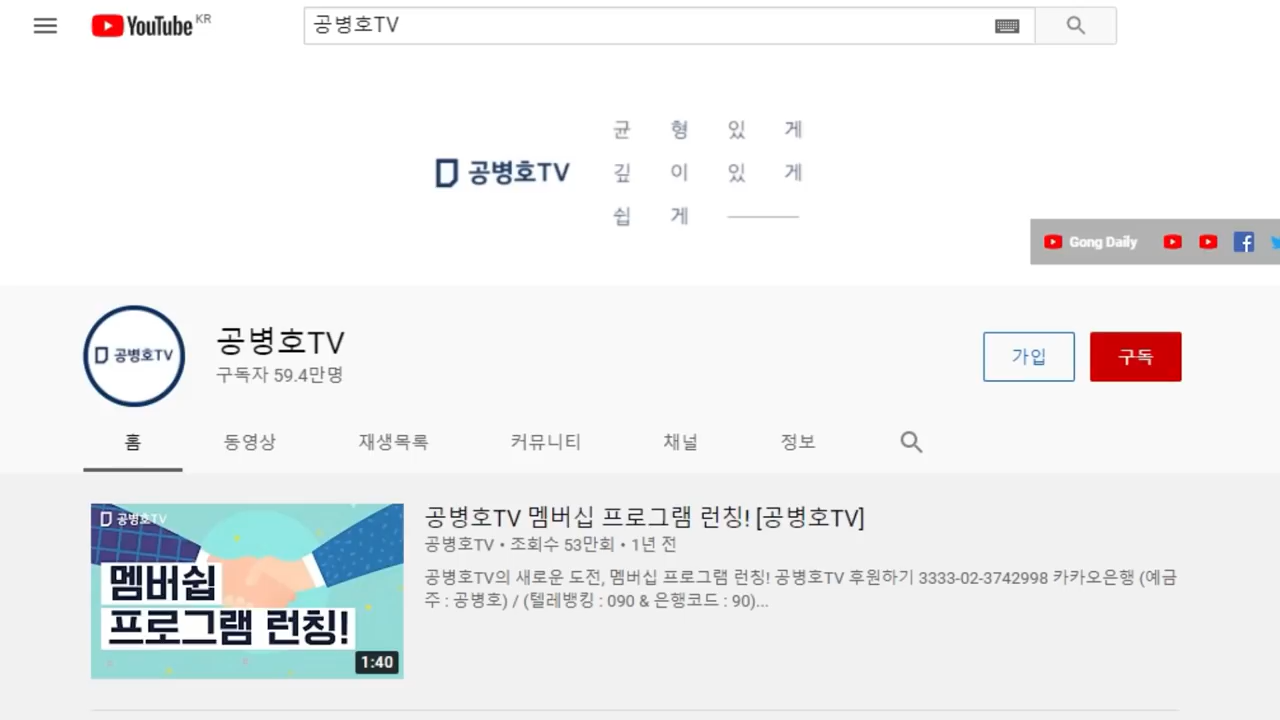 YouTube KR
공병호TV
공병호TV
균 형 있 게
깊 이 있 게
쉽 게
Gong Daily
공병호TV
공병호TV
구독자 59.4만명
가입
구독
홈
동영상
재생목록
커뮤니티
채널
정보
공병호TV
멤버쉽
프로그램 런칭!
1:40
공병호TV 멤버십 프로그램 런칭! [공병호TV]
공병호TV • 조회수 53만회 • 1년 전
공병호TV의 새로운 도전, 멤버십 프로그램 런칭! 공병호TV 후원하기 3333-02-3742998 카카오은행 (예금
주 : 공병호) / (텔레뱅킹 : 090 & 은행코드 : 90)...